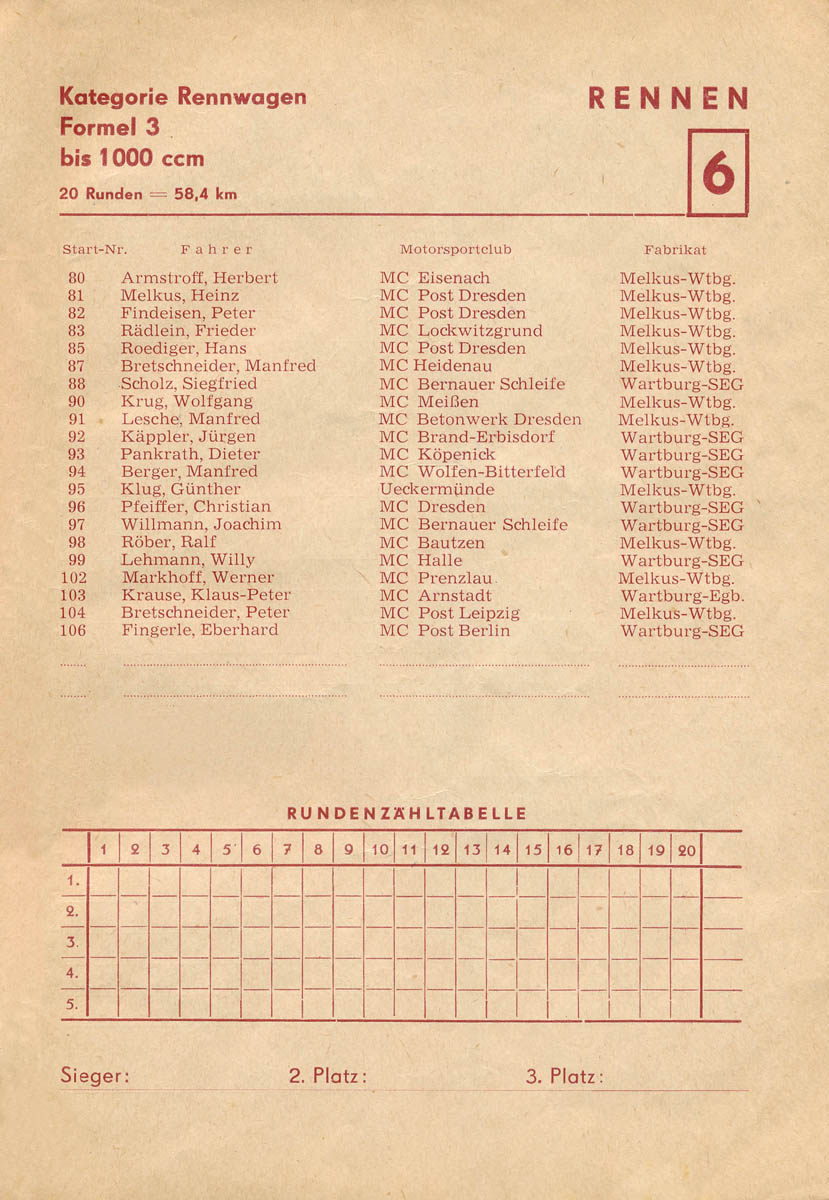 Kategorie Rennwagen
Formel 3
bis 1000 ccm
20 Runden = 58,4 km
RENNEN
6
Start-Nr. Fahrer Motorsportclub Fabrikat
80 Armstroff, Herbert MC Eisenach Melkus-Wtbg.
81 Melkus, Heinz MC Post Dresden Melkus-Wtbg.
82 Findeisen, Peter MC Post Dresden Melkus-Wtbg.
83 Rädlein, Frieder MC Lockwitzgrund Melkus-Wtbg.
85 Roediger, Hans MC Post Dresden Melkus-Wtbg.
87 Bretschneider, Manfred MC Heidenau Melkus-Wtbg.
88 Scholz, Siegfried MC Bernauer Schleife Wartburg-SEG
90 Krug, Wolfgang MC Meißen Melkus-Wtbg.
91 Lesche, Manfred MC Betonwerk Dresden Melkus-Wtbg.
92 Käppler, Jürgen MC Brand-Erbisdorf Wartburg-SEG
93 Pankrath, Dieter MC Köpenick Wartburg-SEG
94 Berger, Manfred MC Wolfen-Bitterfeld Wartburg-SEG
95 Klug, Günther Ueckermünde Melkus-Wtbg.
96 Pfeiffer, Christian MC Dresden Wartburg-SEG
97 Willmann, Joachim MC Bernauer Schleife Wartburg-SEG
98 Röber, Ralf MC Bautzen Melkus-Wtbg.
99 Lehmann, Willy MC Halle Wartburg-SEG
102 Markhoff, Werner MC Prenzlau Melkus-Wtbg.
103 Krause, Klaus-Peter MC Arnstadt Wartburg-Egb.
104 Bretschneider, Peter MC Post Leipzig Melkus-Wtbg.
106 Fingerle, Eberhard MC Post Berlin Wartburg-SEG
RUNDENZÄHLTABELLE
1 2 3 4 5 6 7 8 9 10 11 12 13 14 15 16 17 18 19 20
1.
2.
3.
4.
5.
Sieger: 2. Platz: 3. Platz: